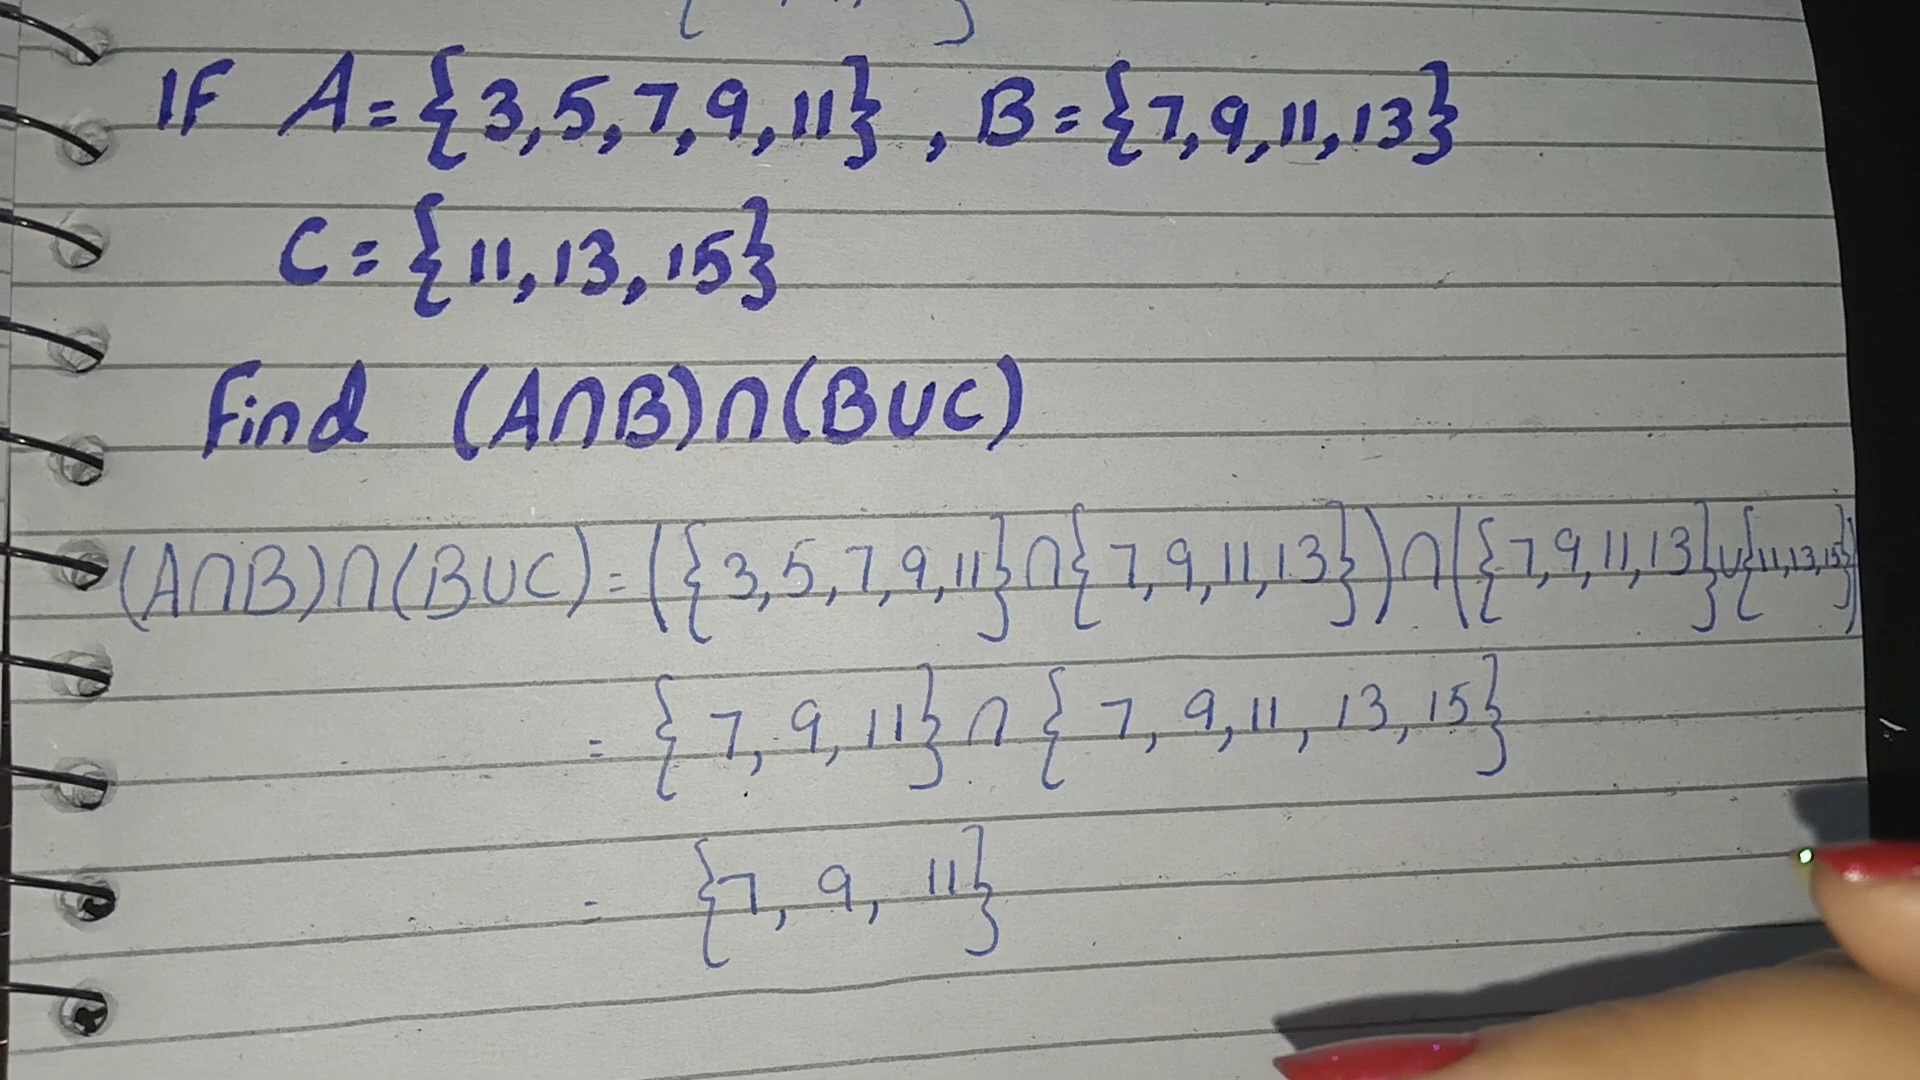 IF A={3,5,7,9,11}, B={7,9,11,13}
C={11,13,15}
Find (A∩B)∩(B∪C)
(A∩B)∩(B∪C)=({3,5,7,9,11}∩{7,9,11,13})∩({7,9,11,13}∪{11,13,15})
= {7,9,11}∩{7,9,11,13,15}
= {7,9,11}